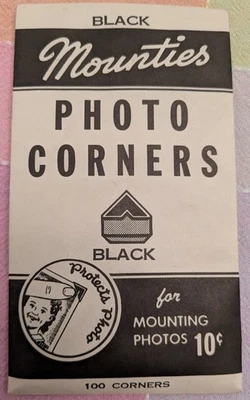 BLACK
Mounties
PHOTO
CORNERS
BLACK
Protects Photo
for
MOUNTING
PHOTOS 10¢
100 CORNERS